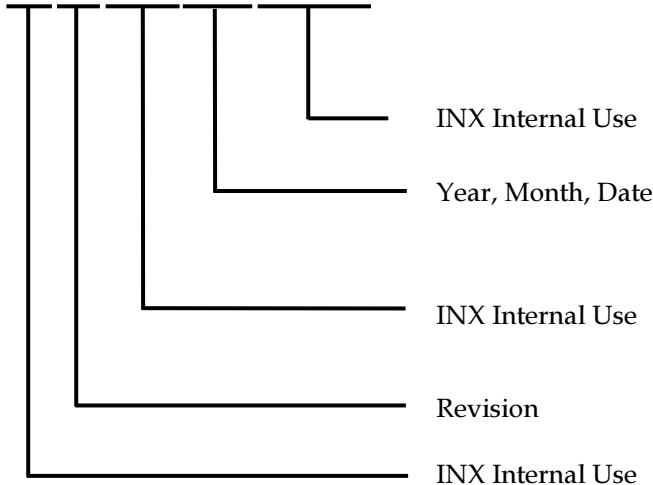 INX Internal Use
Year, Month, Date
INX Internal Use
Revision
INX Internal Use